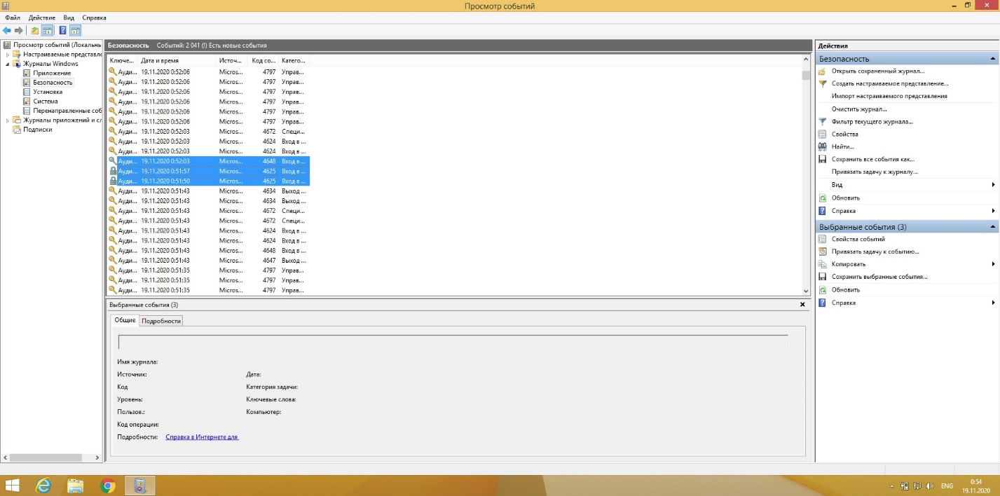 Просмотр событий
Файл Действие Вид Справка
Просмотр событий (Локальнь
Настраиваемые представле
Журналы Windows
Приложение
Безопасность
Установка
Система
Перенаправленные соб
Журналы приложений и сл
Подписки
Безопасность Событий: 2 041 (!) Есть новые события
Ключе... Дата и время Источ... Код со... Катего...
Ауди... 19.11.2020 0:52:06 Micros... 4797 Управ...
Ауди... 19.11.2020 0:52:06 Micros... 4797 Управ...
Ауди... 19.11.2020 0:52:06 Micros... 4797 Управ...
Ауди... 19.11.2020 0:52:06 Micros... 4797 Управ...
Ауди... 19.11.2020 0:52:06 Micros... 4797 Управ...
Ауди... 19.11.2020 0:52:06 Micros... 4797 Управ...
Ауди... 19.11.2020 0:52:03 Micros... 4672 Специ...
Ауди... 19.11.2020 0:52:03 Micros... 4624 Вход в ...
Ауди... 19.11.2020 0:52:03 Micros... 4624 Вход в ...
Ауди... 19.11.2020 0:52:03 Micros... 4648 Вход в ...
Ауди... 19.11.2020 0:51:57 Micros... 4625 Вход в ...
Ауди... 19.11.2020 0:51:50 Micros... 4625 Вход в ...
Ауди... 19.11.2020 0:51:43 Micros... 4634 Выход ...
Ауди... 19.11.2020 0:51:43 Micros... 4634 Выход ...
Ауди... 19.11.2020 0:51:43 Micros... 4672 Специ...
Ауди... 19.11.2020 0:51:43 Micros... 4672 Специ...
Ауди... 19.11.2020 0:51:43 Micros... 4624 Вход в ...
Ауди... 19.11.2020 0:51:43 Micros... 4624 Вход в ...
Ауди... 19.11.2020 0:51:43 Micros... 4648 Вход в ...
Ауди... 19.11.2020 0:51:43 Micros... 4647 Выход ...
Ауди... 19.11.2020 0:51:35 Micros... 4797 Управ...
Ауди... 19.11.2020 0:51:35 Micros... 4797 Управ...
Ауди... 19.11.2020 0:51:35 Micros... 4797 Управ...
Выбранные события (3)
Общие Подробности
Имя журнала:
Источник: Дата:
Код Категория задачи:
Уровень: Ключевые слова:
Пользов.: Компьютер:
Код операции:
Подробности: Справка в Интернете для
Действия
Безопасность
Открыть сохраненный журнал...
Создать настраиваемое представление...
Импорт настраиваемого представления
Очистить журнал...
Фильтр текущего журнала...
Свойства
Найти...
Сохранить все события как...
Привязать задачу к журналу...
Вид
Обновить
Справка
Выбранные события (3)
Свойства событий
Привязать задачу к событию...
Копировать
Сохранить выбранные события...
Обновить
Справка
ENG
0:54
19.11.2020